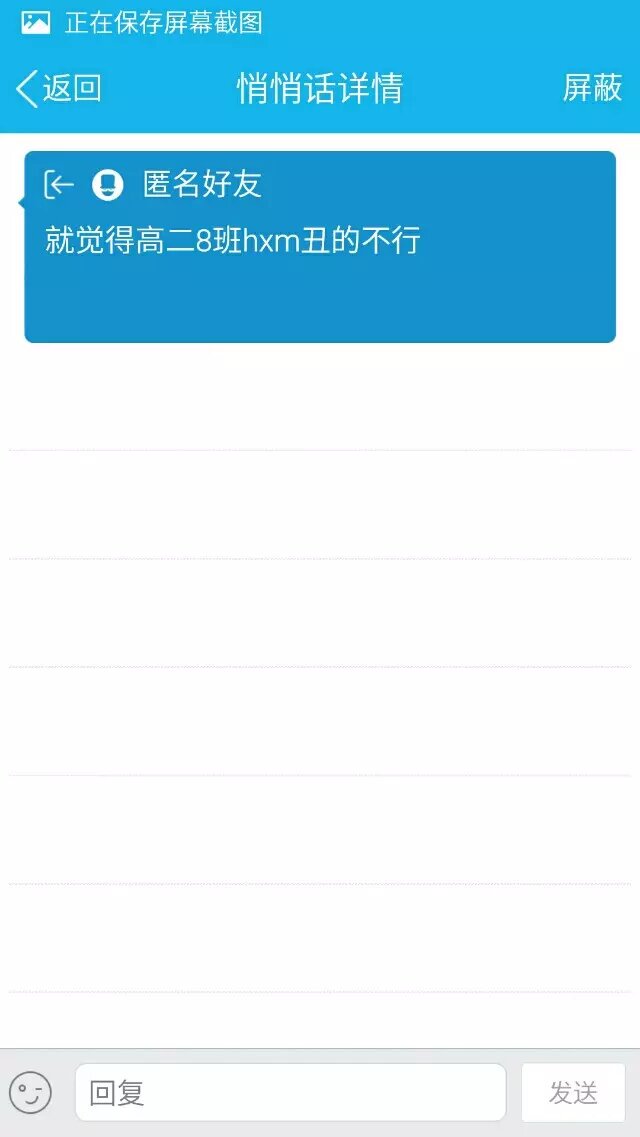 正在保存屏幕截图
返回 悄悄话详情 屏蔽
匿名好友
就觉得高二8班hxm丑的不行
回复 发送